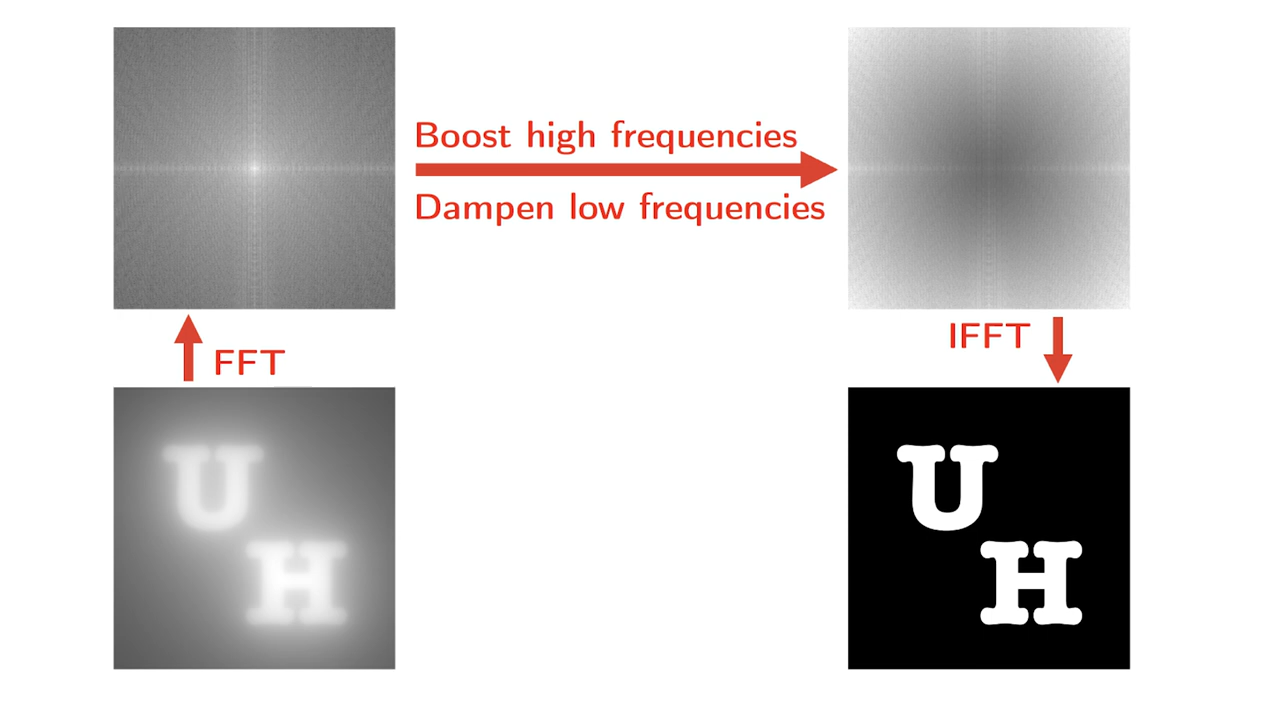 Boost high frequencies
Dampen low frequencies
FFT
IFFT
U
H
U
H